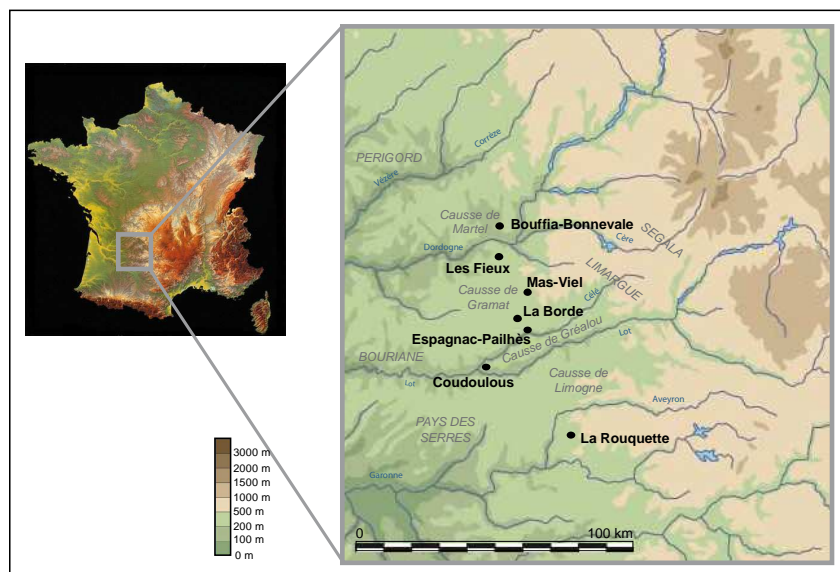 Corrèze
PERIGORD
Vézère
Causse de
Martel
Bouffia-Bonnevale
SEGALA
Cère
Dordogne
Les Fieux
LIMARGUE
Mas-Viel
Causse de
Gramat
Célé
La Borde
Espagnac-Pailhès
Causse de Gréalou
Lot
BOURIANE
Coudoulous
Lot
Causse de
Limogne
Aveyron
PAYS DES
SERRES
La Rouquette
Garonne
3000 m
2000 m
1500 m
1000 m
500 m
200 m
100 m
0 m
0
100 km